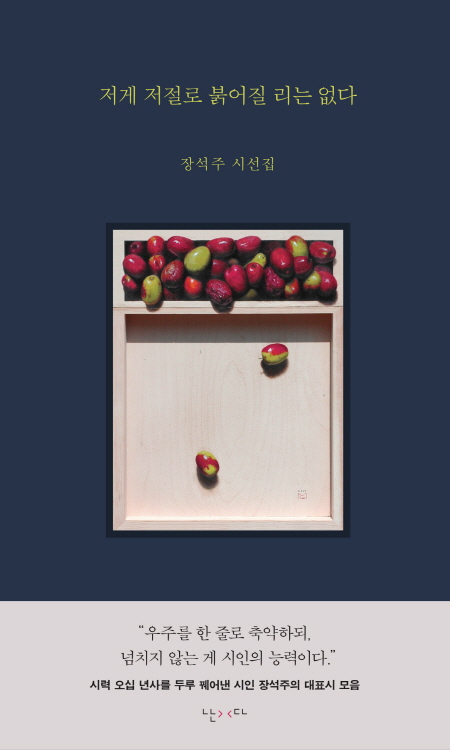 저게 저절로 붉어질 리는 없다
장석주 시선집
“우주를 한 줄로 축약하되,
넘치지 않는 게 시인의 능력이다.”
시력 오십 년사를 두루 꿰어낸 시인 장석주의 대표시 모음
난다